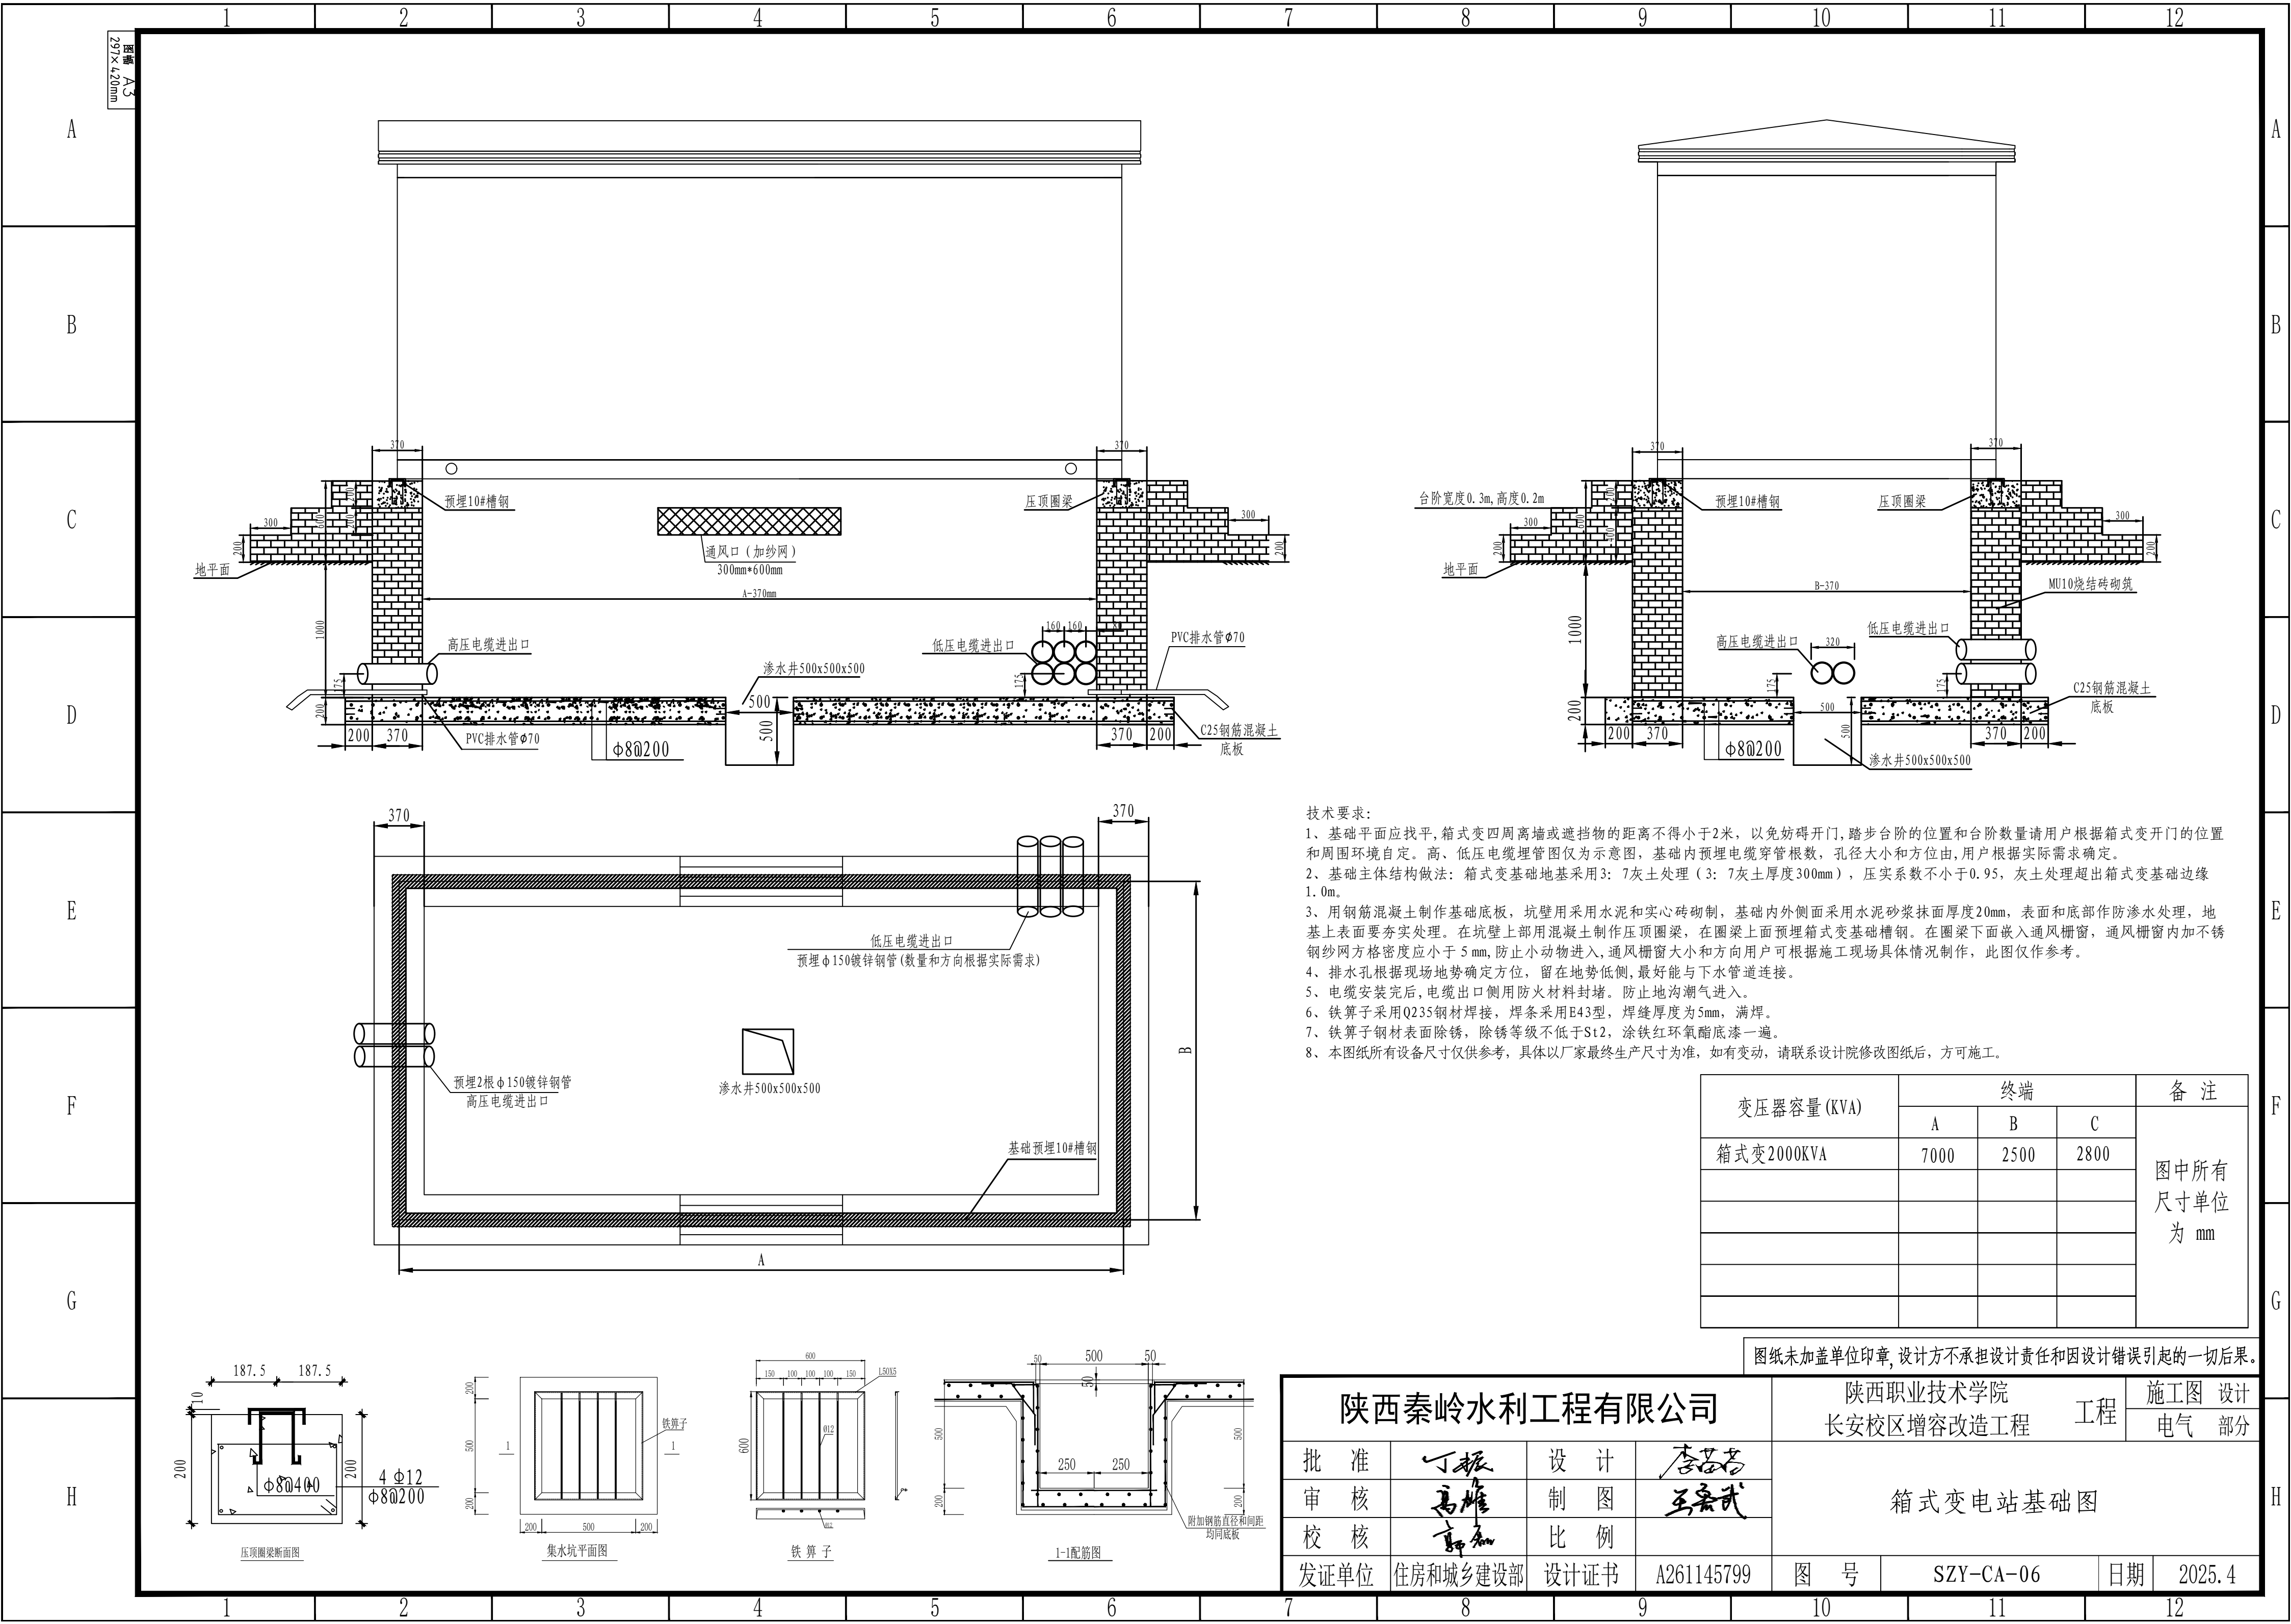 1 2 3 4 5 6 7 8 9 10 11 12
图幅 A3
297×420mm
A
B
C
D
E
F
G
H
370
370
预埋10#槽钢
压顶圈梁
通风口（加纱网）
300mm*600mm
300
200
200
200
600
地平面
300
200
A-370mm
1000
高压电缆进出口
低压电缆进出口
160
160
80
PVC排水管φ70
渗水井500x500x500
175
175
200
500
500
200
370
PVC排水管φ70
φ8@200
370
200
C25钢筋混凝土
底板
370
370
台阶宽度0.3m,高度0.2m
预埋10#槽钢
压顶圈梁
300
200
200
600
400
地平面
300
200
MU10烧结砖砌筑
B-370
1000
高压电缆进出口
320
低压电缆进出口
175
175
C25钢筋混凝土
底板
200
500
500
200
370
φ8@200
370
200
渗水井500x500x500
370
370
低压电缆进出口
预埋φ150镀锌钢管(数量和方向根据实际需求)
预埋2根φ150镀锌钢管
高压电缆进出口
渗水井500x500x500
基础预埋10#槽钢
B
A
技术要求:
1、基础平面应找平,箱式变四周离墙或遮挡物的距离不得小于2米，以免妨碍开门,踏步台阶的位置和台阶数量请用户根据箱式变开门的位置
和周围环境自定。高、低压电缆埋管图仅为示意图，基础内预埋电缆穿管根数，孔径大小和方位由,用户根据实际需求确定。
2、基础主体结构做法: 箱式变基础地基采用3: 7灰土处理（3: 7灰土厚度300mm），压实系数不小于0.95，灰土处理超出箱式变基础边缘
1.0m。
3、用钢筋混凝土制作基础底板，坑壁用采用水泥和实心砖砌制，基础内外侧面采用水泥砂浆抹面厚度20mm，表面和底部作防渗水处理，地
基上表面要夯实处理。在坑壁上部用混凝土制作压顶圈梁，在圈梁上面预埋箱式变基础槽钢。在圈梁下面嵌入通风栅窗，通风栅窗内加不锈
钢纱网方格密度应小于5mm,防止小动物进入,通风栅窗大小和方向用户可根据施工现场具体情况制作，此图仅作参考。
4、排水孔根据现场地势确定方位，留在地势低侧,最好能与下水管道连接。
5、电缆安装完后,电缆出口侧用防火材料封堵。防止地沟潮气进入。
6、铁箅子采用Q235钢材焊接，焊条采用E43型，焊缝厚度为5mm，满焊。
7、铁箅子钢材表面除锈，除锈等级不低于St2，涂铁红环氧酯底漆一遍。
8、本图纸所有设备尺寸仅供参考，具体以厂家最终生产尺寸为准，如有变动，请联系设计院修改图纸后，方可施工。
变压器容量(KVA) 终端 备 注
A B C
箱式变2000KVA 7000 2500 2800
图中所有
尺寸单位
为 mm
187.5 187.5
10
200
200
φ8@400
4 Φ12
φ8@200
压顶圈梁断面图
200
500
200
1
1
铁箅子
200 500 200
集水坑平面图
600
150 100 100 100 150
L50X5
600
Ø12
Ø12
铁 箅 子
50 500 50
50
500
500
250 250
200
200
附加钢筋直径和间距
均同底板
1-1配筋图
图纸未加盖单位印章,设计方不承担设计责任和因设计错误引起的一切后果。
陕西秦岭水利工程有限公司
陕西职业技术学院
长安校区增容改造工程
工程
施工图 设计
电气 部分
批 准 丁振 设 计
审 核 高雄 制 图
校 核 郭磊 比 例
箱式变电站基础图
发证单位 住房和城乡建设部 设计证书 A261145799 图 号 SZY-CA-06 日期 2025.4
A
B
C
D
E
F
G
H
1 2 3 4 5 6 7 8 9 10 11 12